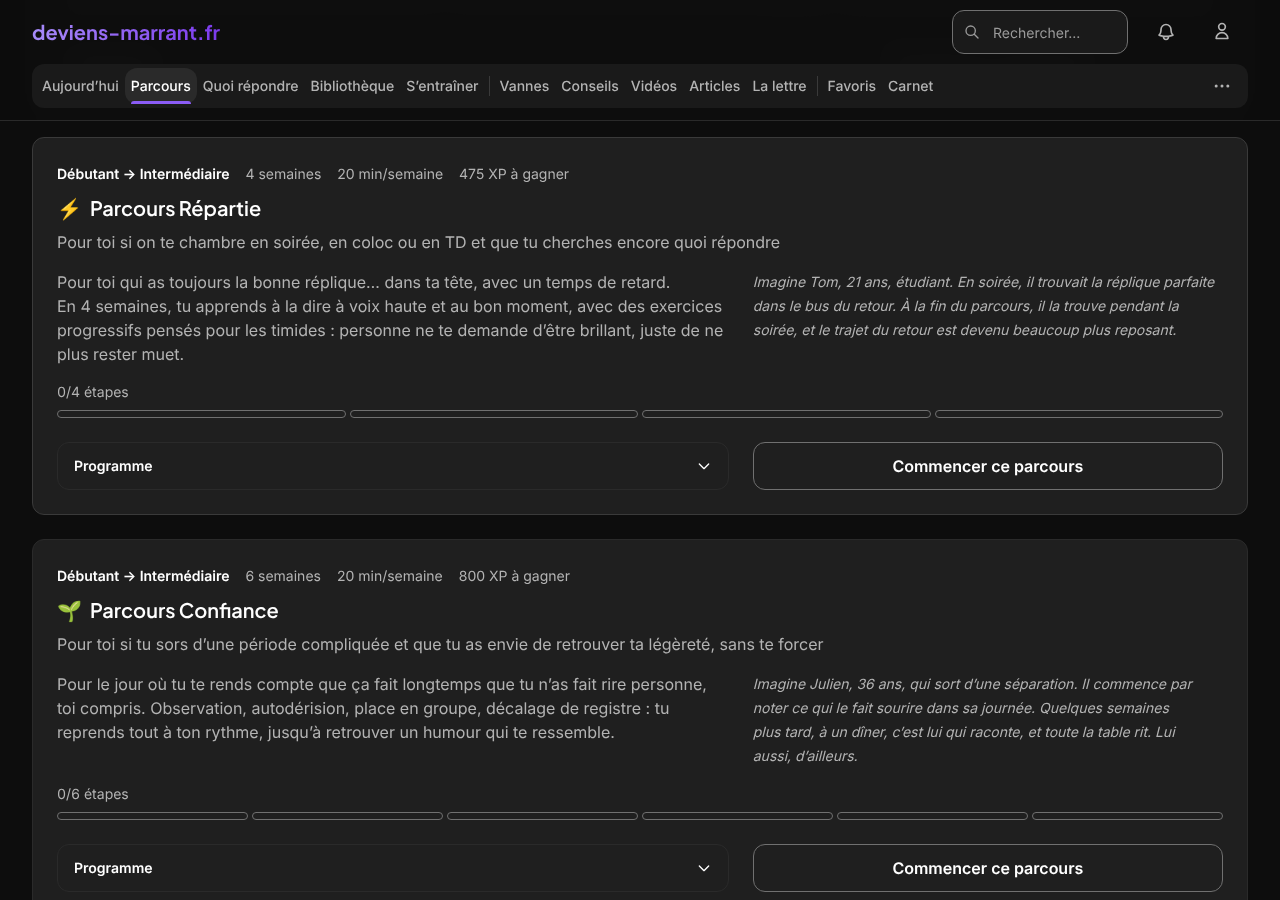 deviens-marrant.fr
Rechercher...
Aujourd’hui Parcours Quoi répondre Bibliothèque S’entraîner Vannes Conseils Vidéos Articles La lettre Favoris Carnet
Débutant → Intermédiaire 4 semaines 20 min/semaine 475 XP à gagner
⚡ Parcours Répartie
Pour toi si on te chambre en soirée, en coloc ou en TD et que tu cherches encore quoi répondre
Pour toi qui as toujours la bonne réplique… dans ta tête, avec un temps de retard.
En 4 semaines, tu apprends à la dire à voix haute et au bon moment, avec des exercices
progressifs pensés pour les timides : personne ne te demande d’être brillant, juste de ne
plus rester muet.
Imagine Tom, 21 ans, étudiant. En soirée, il trouvait la réplique parfaite
dans le bus du retour. À la fin du parcours, il la trouve pendant la
soirée, et le trajet du retour est devenu beaucoup plus reposant.
0/4 étapes
Programme
Commencer ce parcours
Débutant → Intermédiaire 6 semaines 20 min/semaine 800 XP à gagner
🌱 Parcours Confiance
Pour toi si tu sors d’une période compliquée et que tu as envie de retrouver ta légèreté, sans te forcer
Pour le jour où tu te rends compte que ça fait longtemps que tu n’as fait rire personne,
toi compris. Observation, autodérision, place en groupe, décalage de registre : tu
reprends tout à ton rythme, jusqu’à retrouver un humour qui te ressemble.
Imagine Julien, 36 ans, qui sort d’une séparation. Il commence par
noter ce qui le fait sourire dans sa journée. Quelques semaines
plus tard, à un dîner, c’est lui qui raconte, et toute la table rit. Lui
aussi, d’ailleurs.
0/6 étapes
Programme
Commencer ce parcours